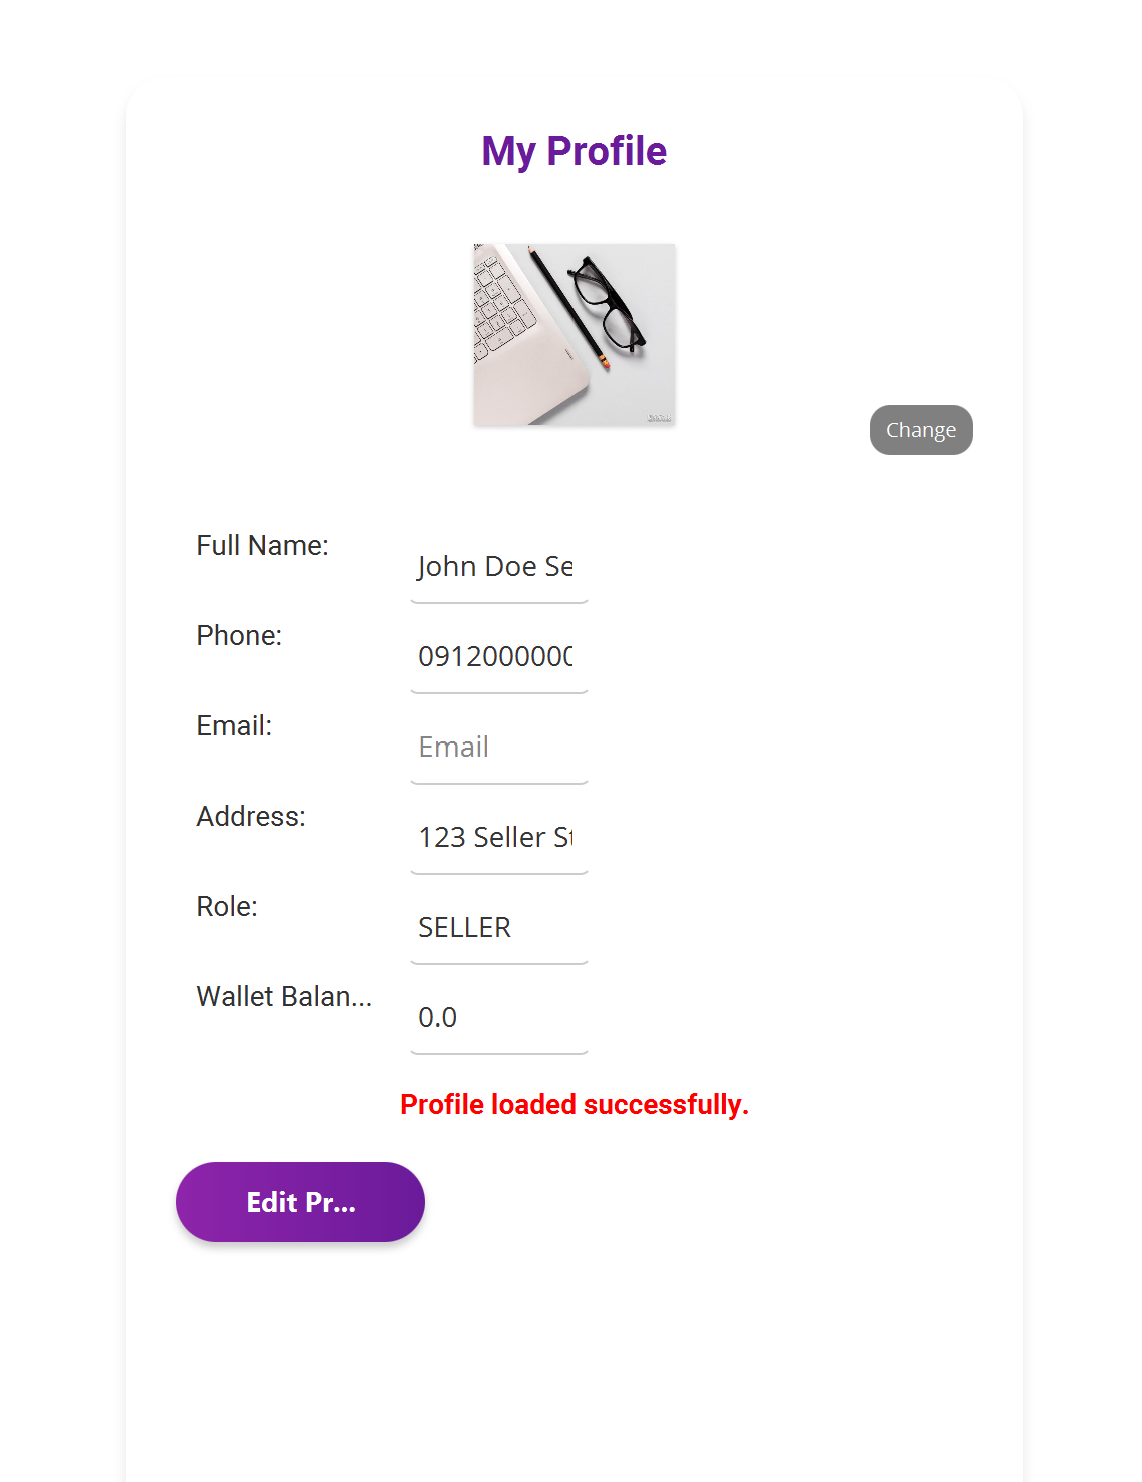 My Profile
Change
Full Name:
John Doe Se
Phone:
0912000000
Email:
Email
Address:
123 Seller St
Role:
SELLER
Wallet Balan...
0.0
Profile loaded successfully.
Edit Pr...